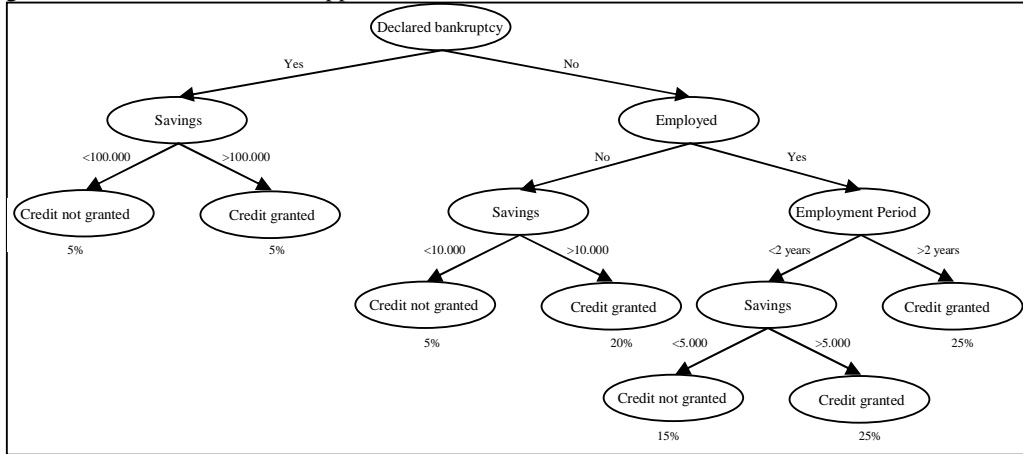 Declared bankruptcy
Yes
No
Savings
Employed
<100.000
>100.000
No
Yes
Credit not granted
Credit granted
Savings
Employment Period
5%
5%
<10.000
>10.000
<2 years
>2 years
Credit not granted
Credit granted
Savings
Credit granted
5%
20%
<5.000
>5.000
25%
Credit not granted
Credit granted
15%
25%